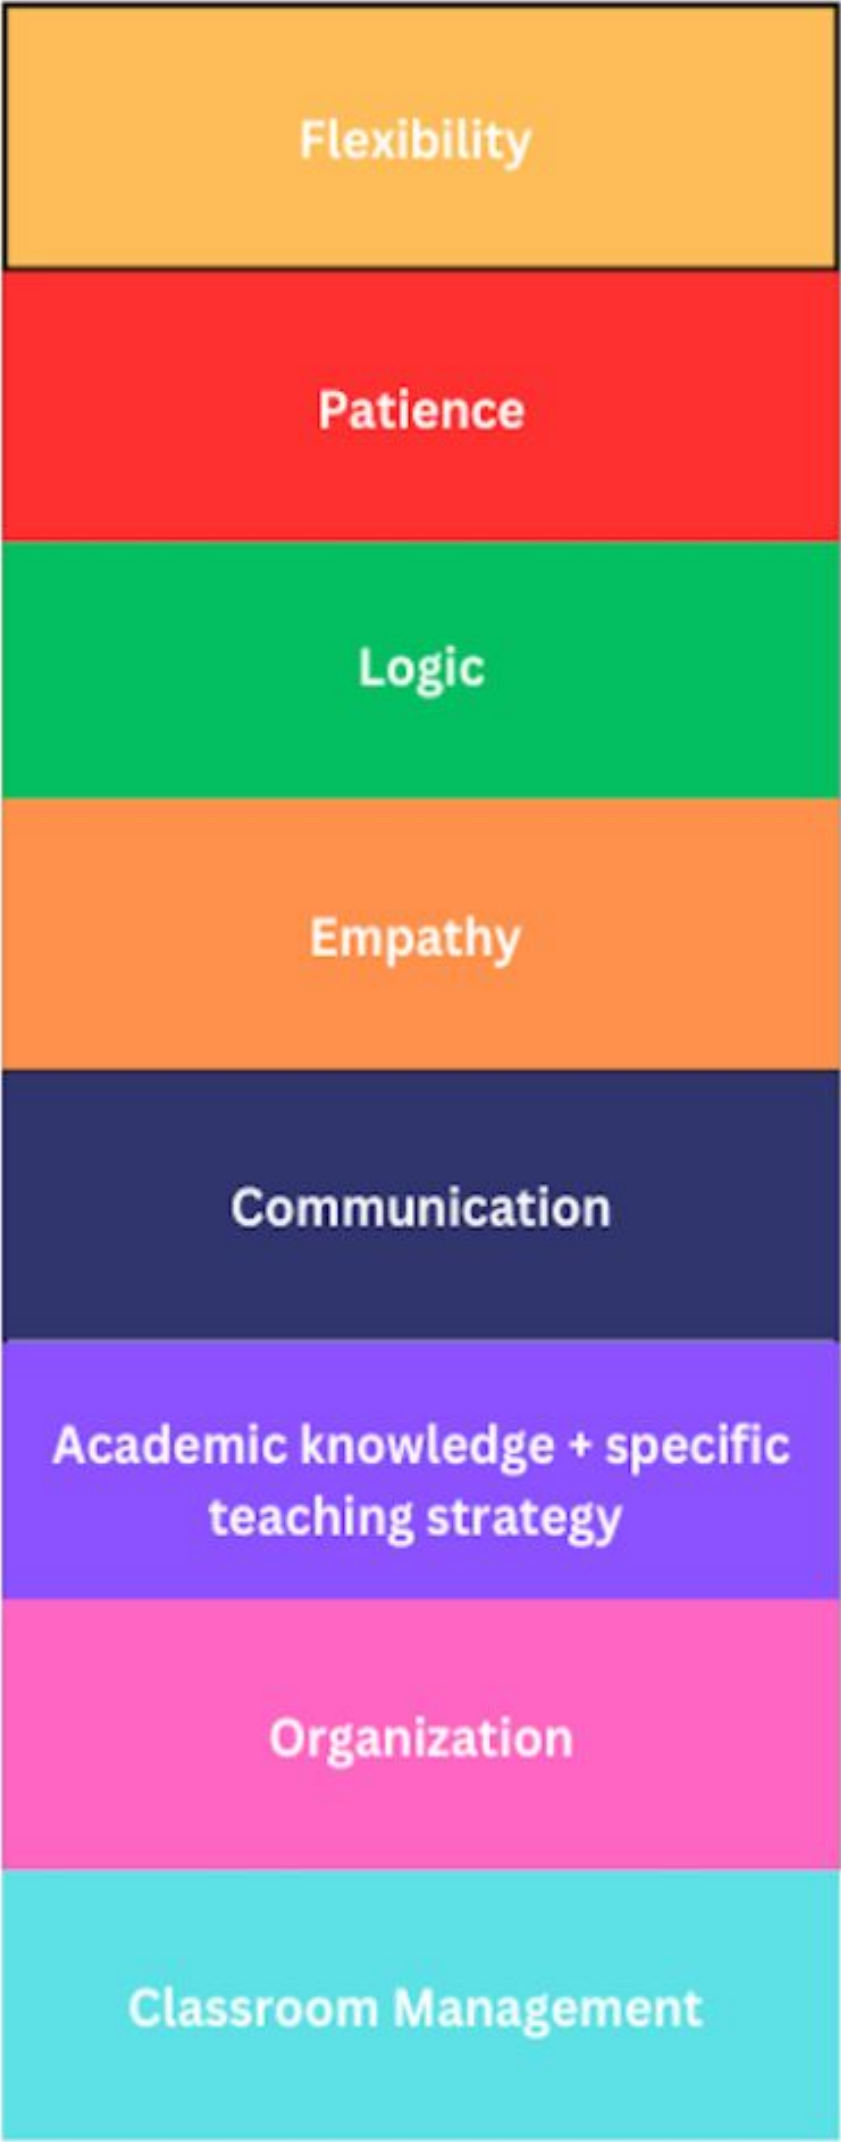 Flexibility
Patience
Logic
Empathy
Communication
Academic knowledge + specific
teaching strategy
Organization
Classroom Management